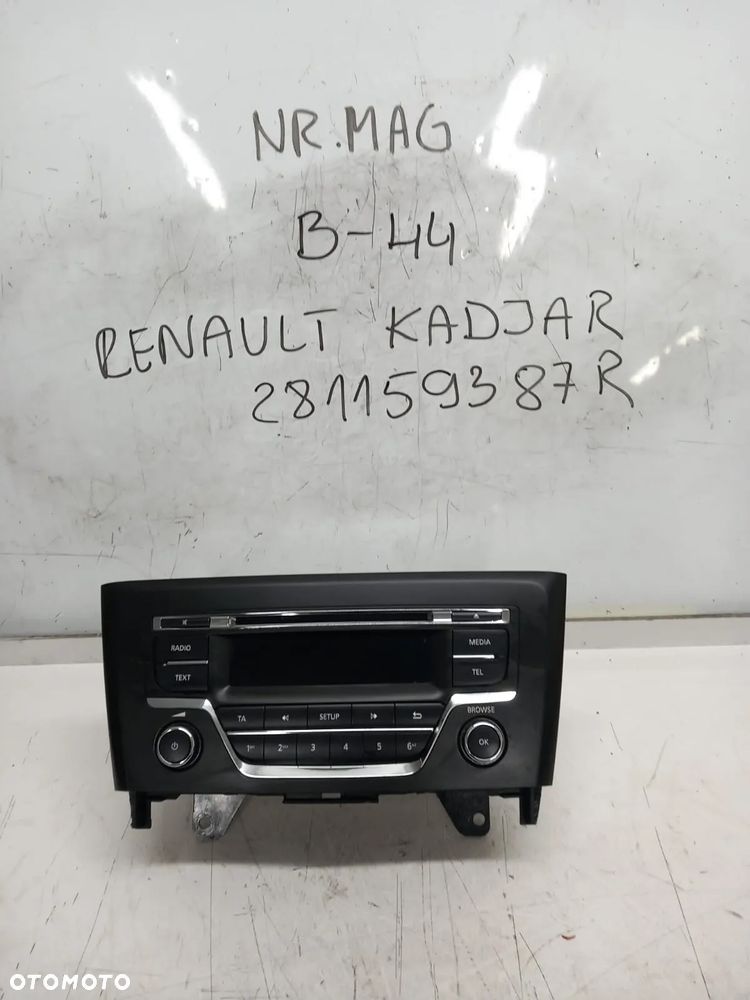 NR.MAG
B-44
RENAULT KADJAR
281159387R
RADIO
MEDIA
TEXT
TEL
TA
SETUP
BROWSE
1
2
3
4
5
6
OK
OTOMOTO